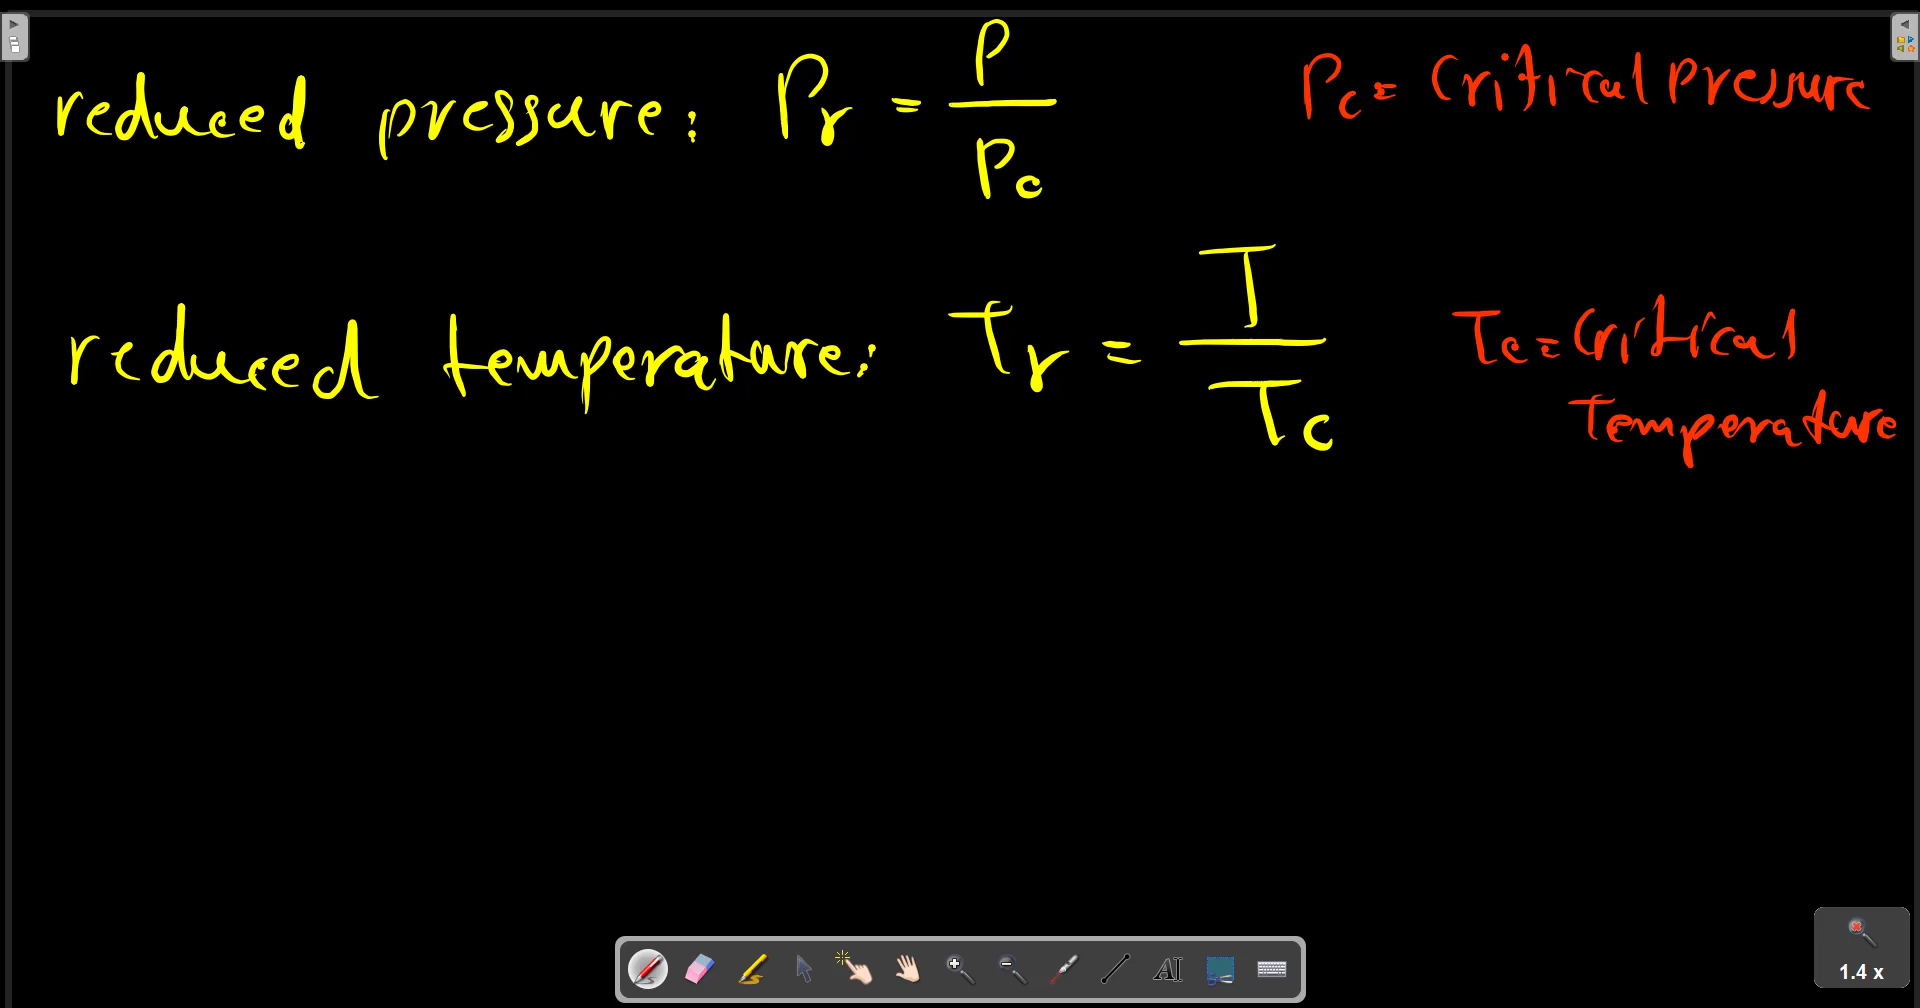 reduced pressure: Pr = P / Pc Pc = Critical Pressure
reduced temperature: Tr = T / Tc Tc = Critical
Temperature
1.4 x